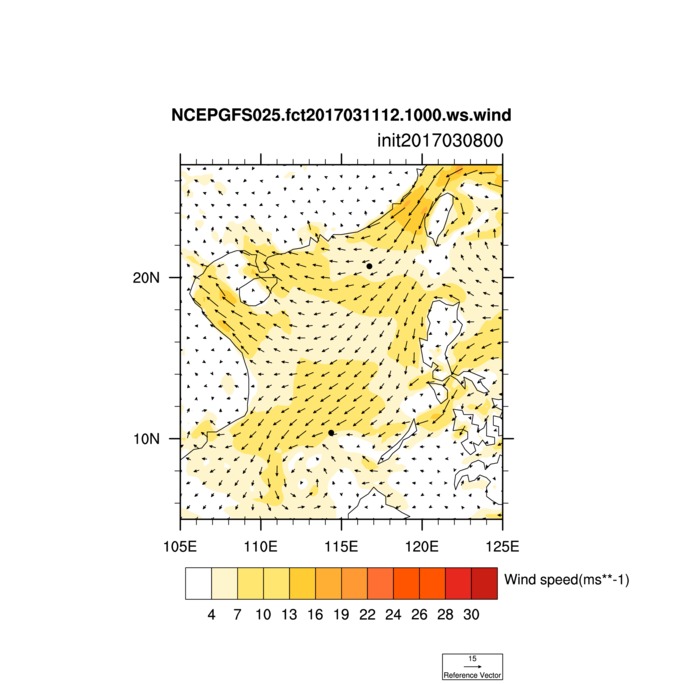 NCEPGFS025.fct2017031112.1000.ws.wind
init2017030800
20N
10N
105E 110E 115E 120E 125E
Wind speed(ms**-1)
4 7 10 13 16 19 22 24 26 28 30
15
Reference Vector